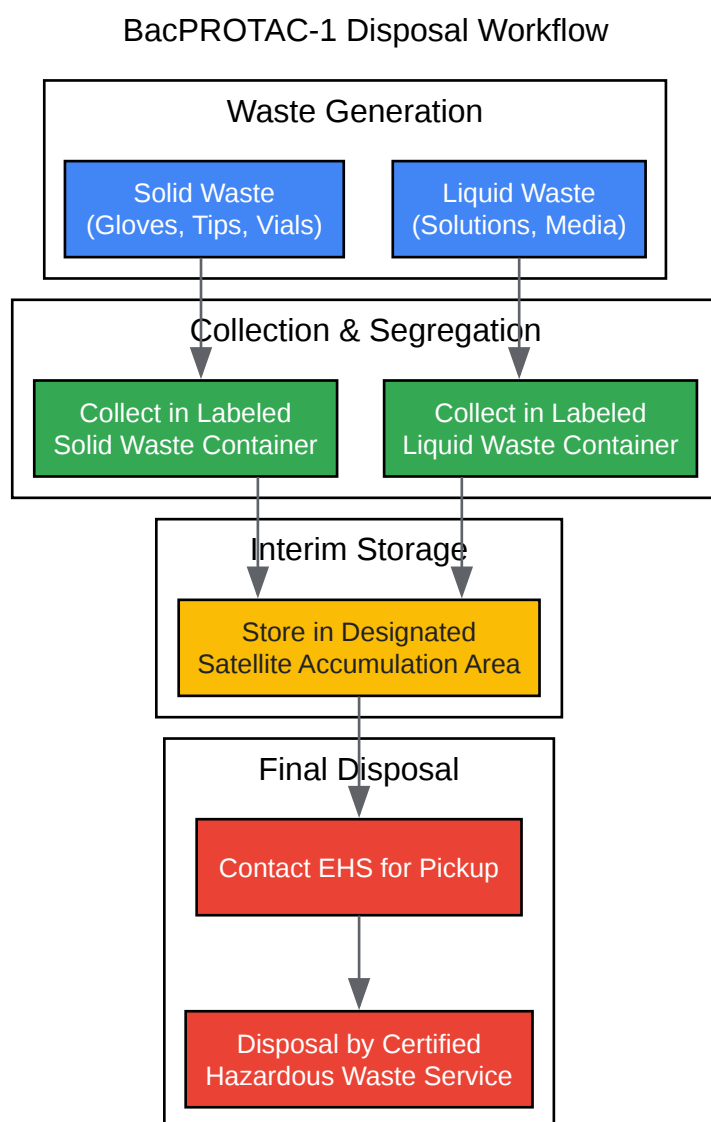 BacPROTAC-1 Disposal Workflow
Waste Generation
Solid Waste
(Gloves, Tips, Vials)
Liquid Waste
(Solutions, Media)
Collection & Segregation
Collect in Labeled
Solid Waste Container
Collect in Labeled
Liquid Waste Container
Interim Storage
Store in Designated
Satellite Accumulation Area
Final Disposal
Contact EHS for Pickup
Disposal by Certified
Hazardous Waste Service